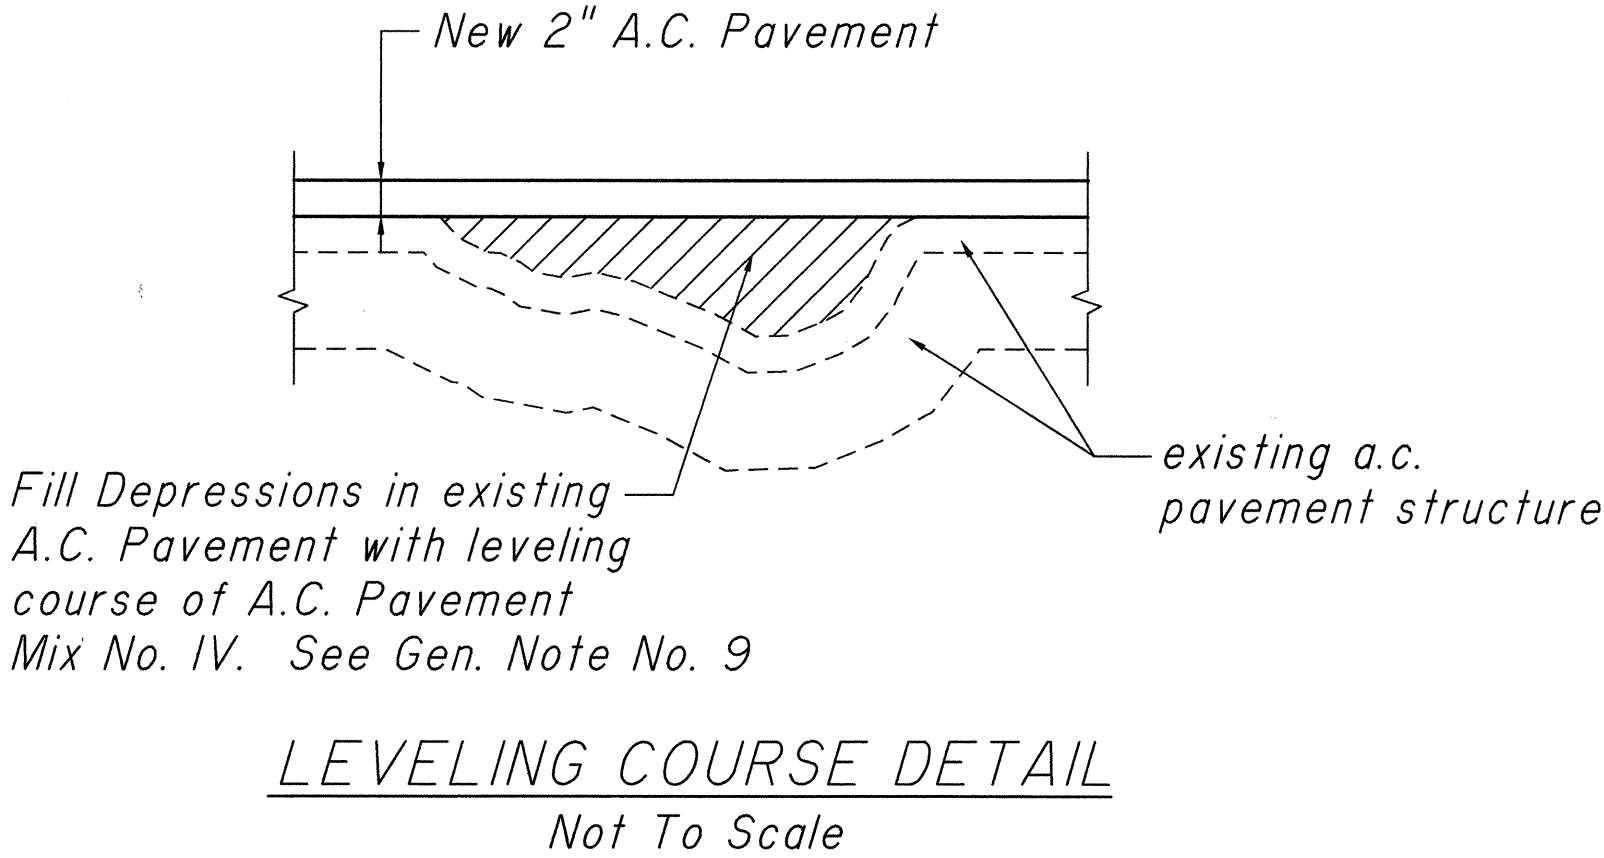 New 2" A.C. Pavement
existing a.c.
pavement structure
Fill Depressions in existing
A.C. Pavement with leveling
course of A.C. Pavement
Mix No. IV. See Gen. Note No. 9
LEVELING COURSE DETAIL
Not To Scale